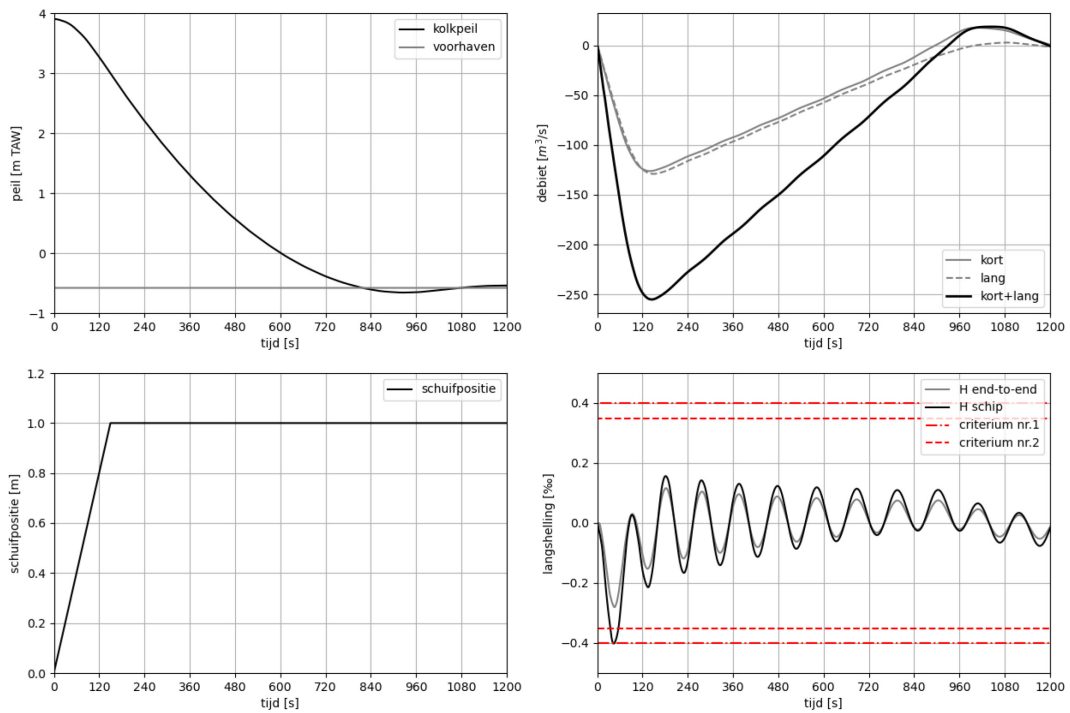 4
3
2
1
0
−1
peil [m TAW]
kolkpeil
voorhaven
0 120 240 360 480 600 720 840 960 1080 1200
tijd [s]
0
−50
−100
−150
−200
−250
debiet [m³/s]
kort
lang
kort+lang
0 120 240 360 480 600 720 840 960 1080 1200
tijd [s]
1.2
1.0
0.8
0.6
0.4
0.2
0.0
schuifpositie [m]
schuifpositie
0 120 240 360 480 600 720 840 960 1080 1200
tijd [s]
0.4
0.2
0.0
−0.2
−0.4
langshelling [‰]
H end-to-end
H schip
criterium nr.1
criterium nr.2
0 120 240 360 480 600 720 840 960 1080 1200
tijd [s]